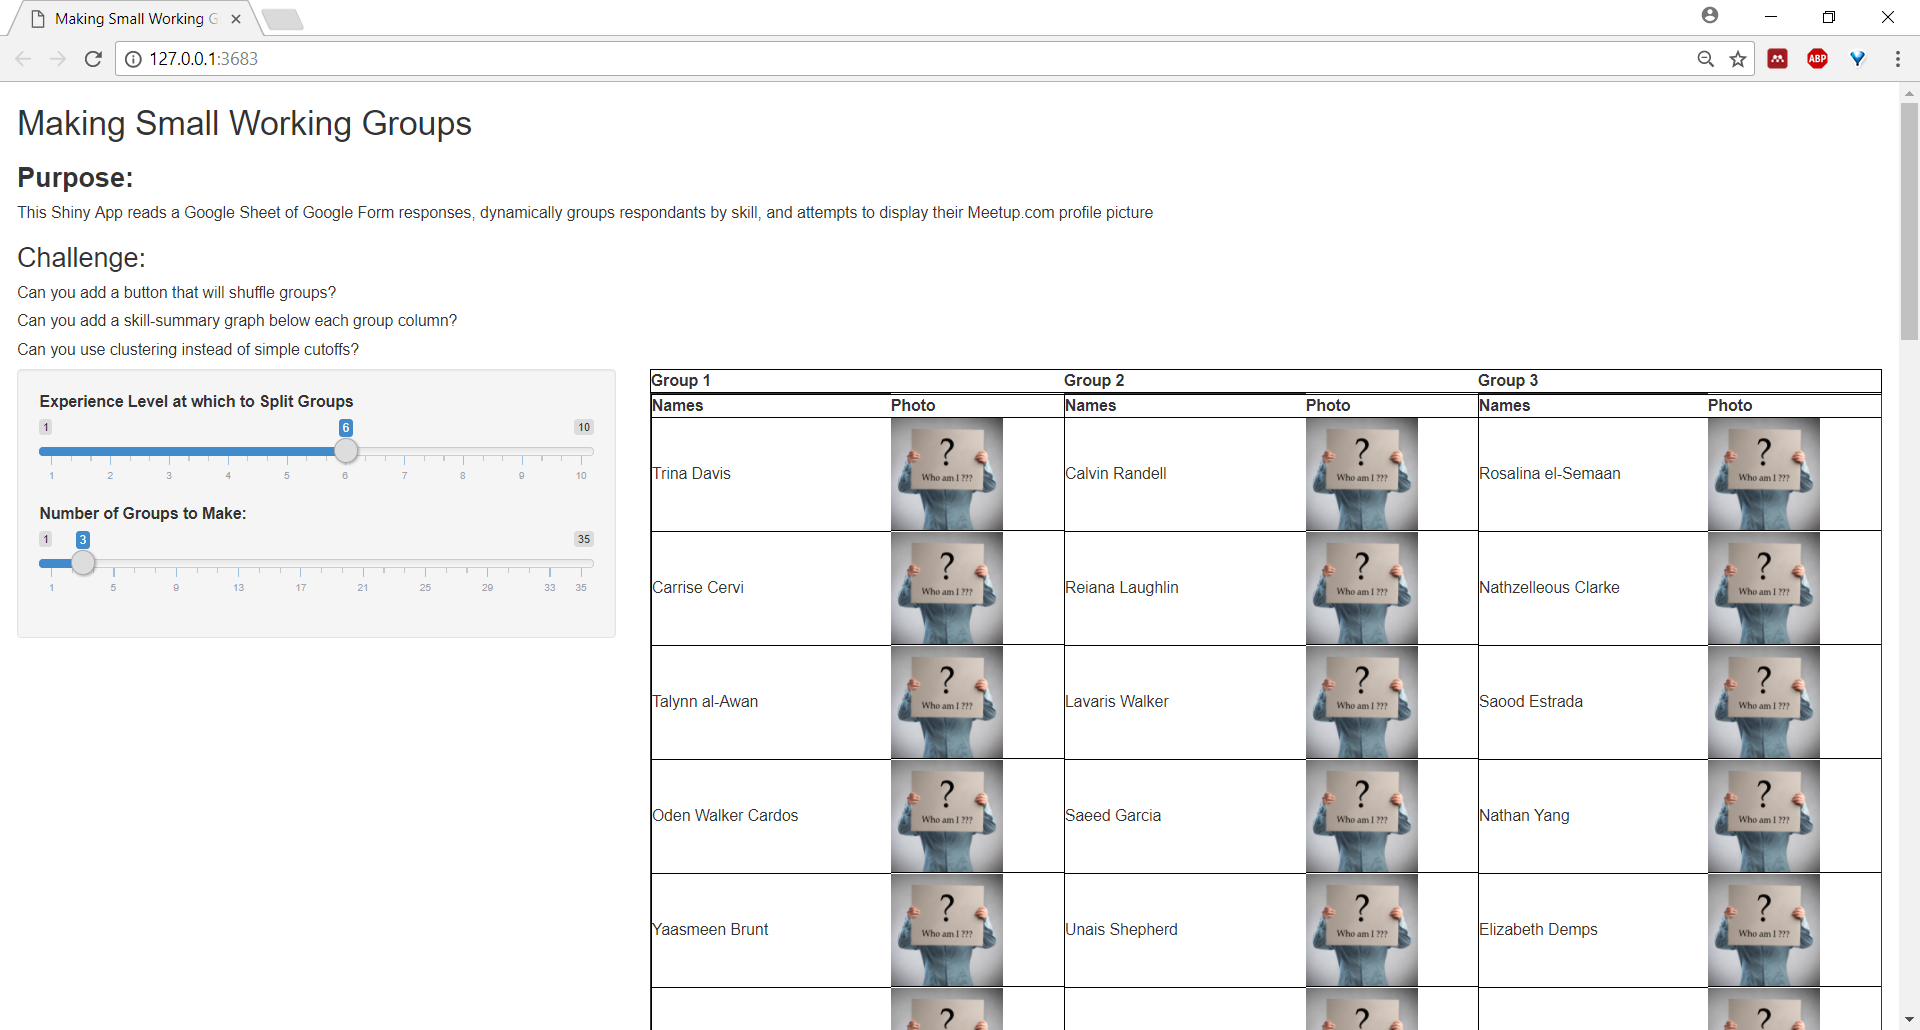 Making Small Working G
127.0.0.1:3683
ABP
Making Small Working Groups
Purpose:
This Shiny App reads a Google Sheet of Google Form responses, dynamically groups respondants by skill, and attempts to display their Meetup.com profile picture
Challenge:
Can you add a button that will shuffle groups?
Can you add a skill-summary graph below each group column?
Can you use clustering instead of simple cutoffs?
Experience Level at which to Split Groups
1 6 10
1 2 3 4 5 6 7 8 9 10
Number of Groups to Make:
1 3 35
1 5 9 13 17 21 25 29 33 35
Group 1 Group 2 Group 3
Names Photo Names Photo Names Photo
? ? ?
Who am I ??? Who am I ??? Who am I ???
Trina Davis Calvin Randell Rosalina el-Semaan
? ? ?
Who am I ??? Who am I ??? Who am I ???
Carrise Cervi Reiana Laughlin Nathzelleous Clarke
? ? ?
Who am I ??? Who am I ??? Who am I ???
Talynn al-Awan Lavaris Walker Saood Estrada
? ? ?
Who am I ??? Who am I ??? Who am I ???
Oden Walker Cardos Saeed Garcia Nathan Yang
? ? ?
Who am I ??? Who am I ??? Who am I ???
Yaasmeen Brunt Unais Shepherd Elizabeth Demps
? ? ?